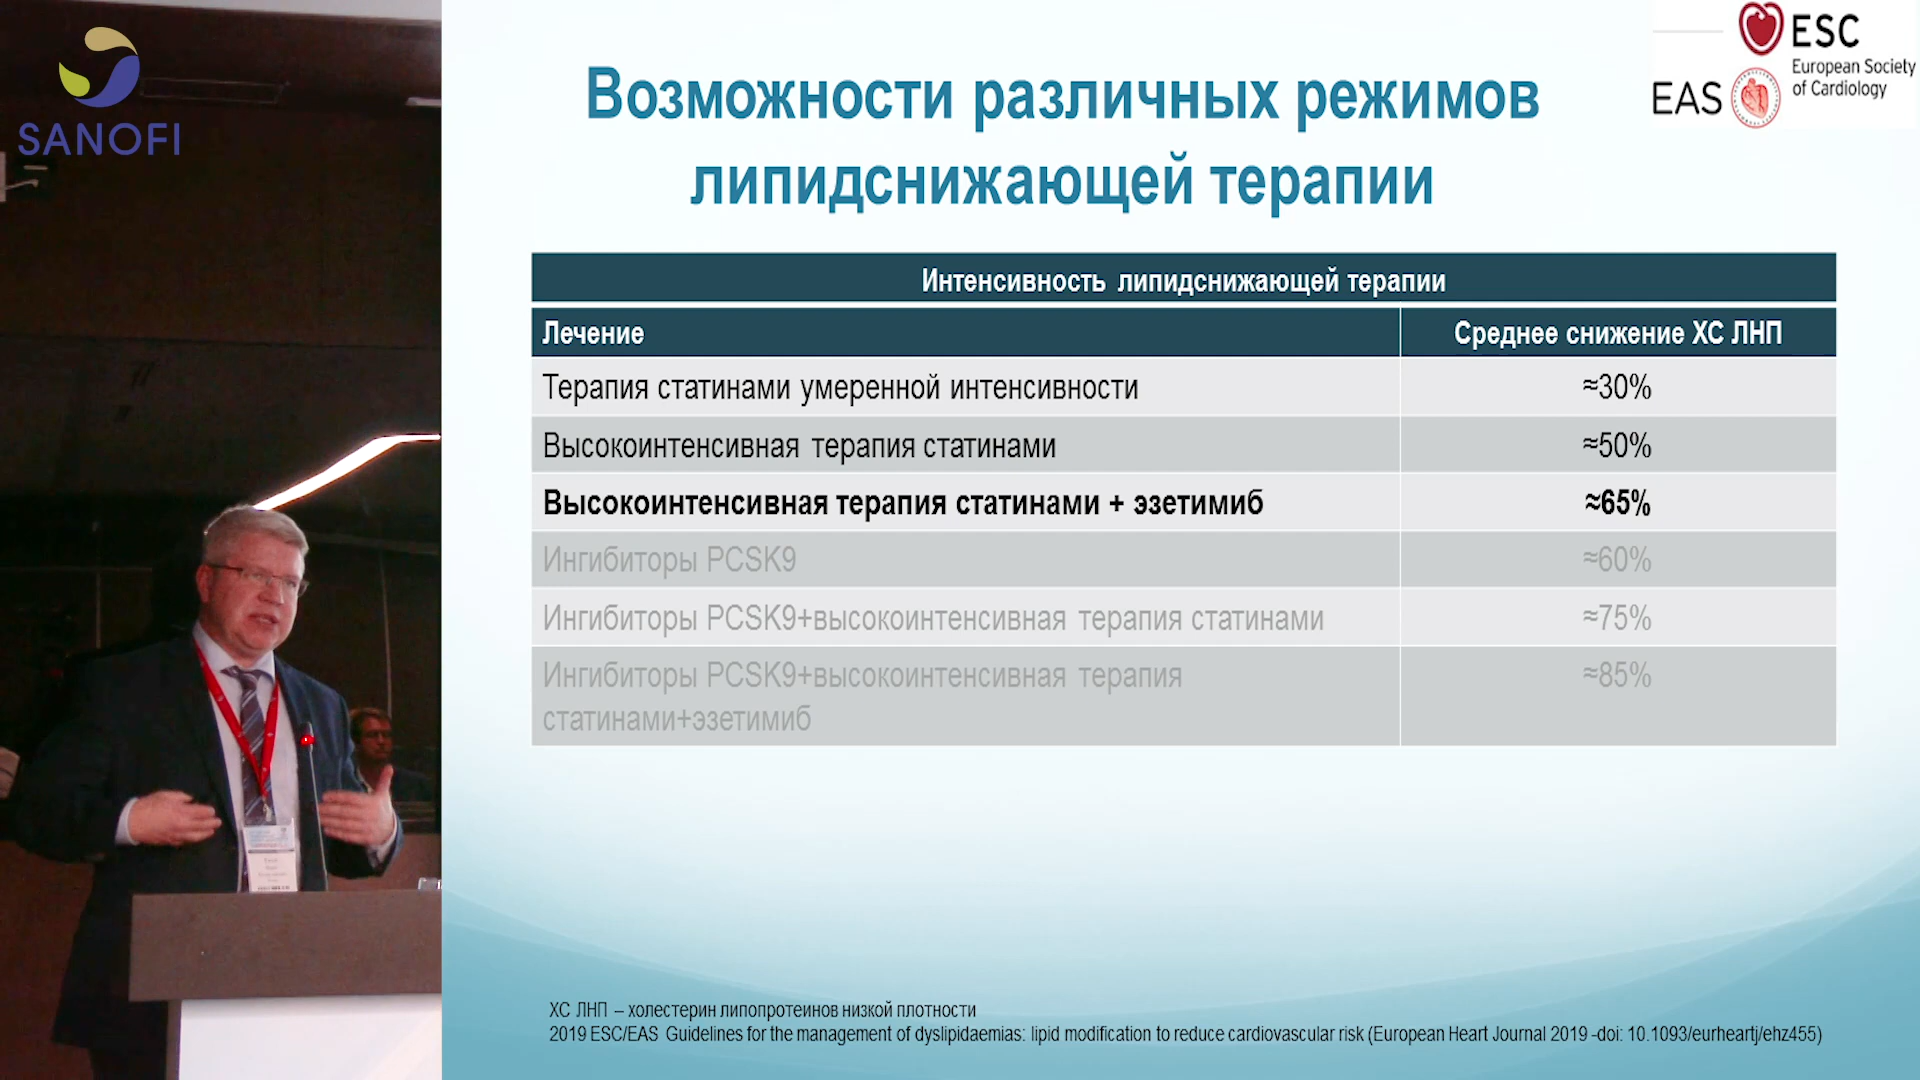 SANOFI
ESC
European Society
of Cardiology
EAS
Возможности различных режимов
липидснижающей терапии
Интенсивность липидснижающей терапии
Лечение
Среднее снижение ХС ЛНП
Терапия статинами умеренной интенсивности
≈30%
Высокоинтенсивная терапия статинами
≈50%
Высокоинтенсивная терапия статинами + эзетимиб
≈65%
Ингибиторы PCSK9
≈60%
Ингибиторы PCSK9+высокоинтенсивная терапия статинами
≈75%
Ингибиторы PCSK9+высокоинтенсивная терапия
статинами+эзетимиб
≈85%
ХС ЛНП – холестерин липопротеинов низкой плотности
2019 ESC/EAS Guidelines for the management of dyslipidaemias: lipid modification to reduce cardiovascular risk (European Heart Journal 2019 -doi: 10.1093/eurheartj/ehz455)